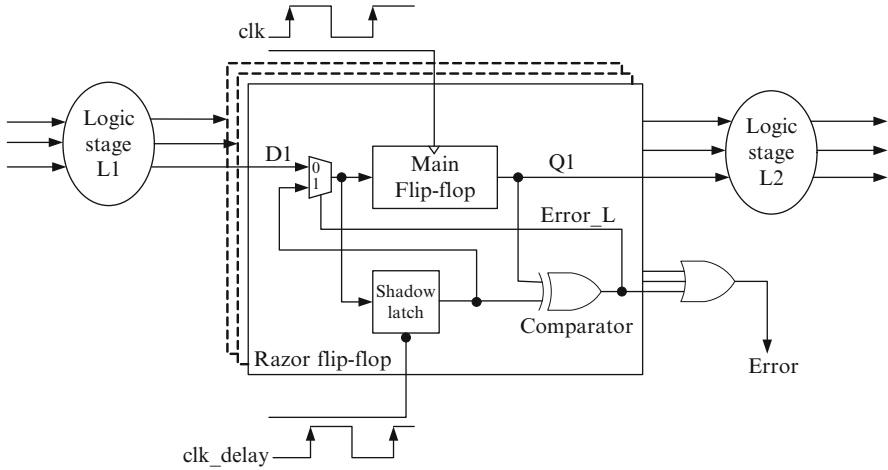 clk
Logic
stage
L1
D1
0
1
Main
Flip-flop
Q1
Logic
stage
L2
Error_L
Shadow
latch
Comparator
Razor flip-flop
Error
clk_delay